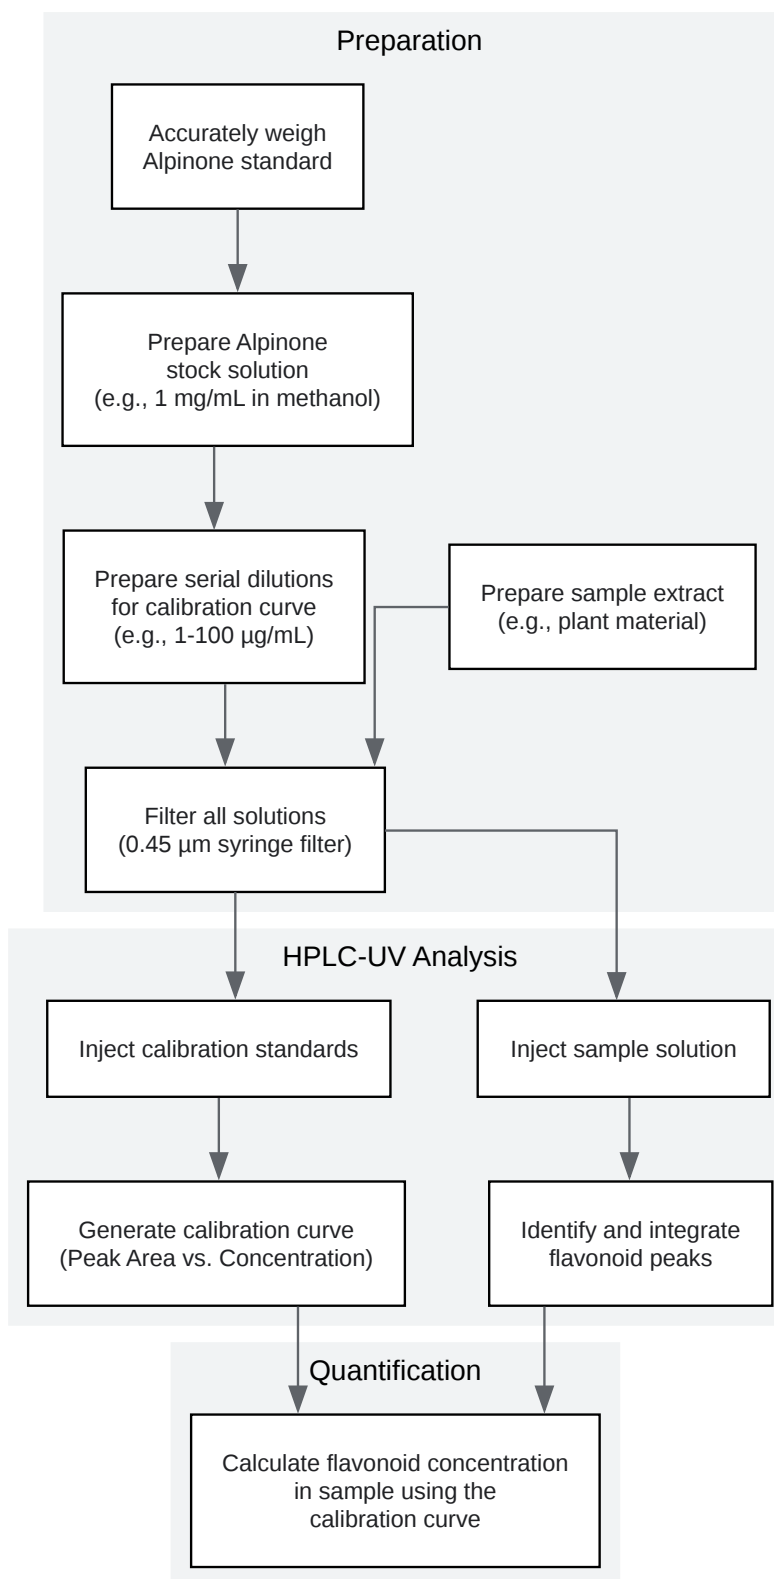 Preparation
Accurately weigh
Alpinone standard
Prepare Alpinone
stock solution
(e.g., 1 mg/mL in methanol)
Prepare serial dilutions
for calibration curve
(e.g., 1-100 µg/mL)
Prepare sample extract
(e.g., plant material)
Filter all solutions
(0.45 µm syringe filter)
HPLC-UV Analysis
Inject calibration standards
Inject sample solution
Generate calibration curve
(Peak Area vs. Concentration)
Identify and integrate
flavonoid peaks
Quantification
Calculate flavonoid concentration
in sample using the
calibration curve